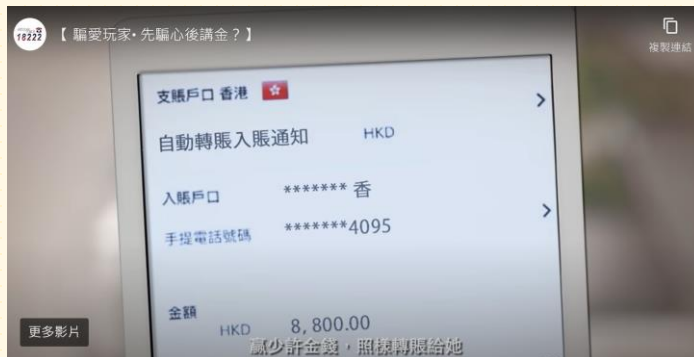 18222
【 騙愛玩家•先騙心後講金？】
複製連結
支賬戶口 香港
自動轉賬入賬通知 HKD
入賬戶口 ******* 香
手提電話號碼 *******4095
金額
HKD 8,800.00
贏少許金錢，照樣轉賬給她
更多影片